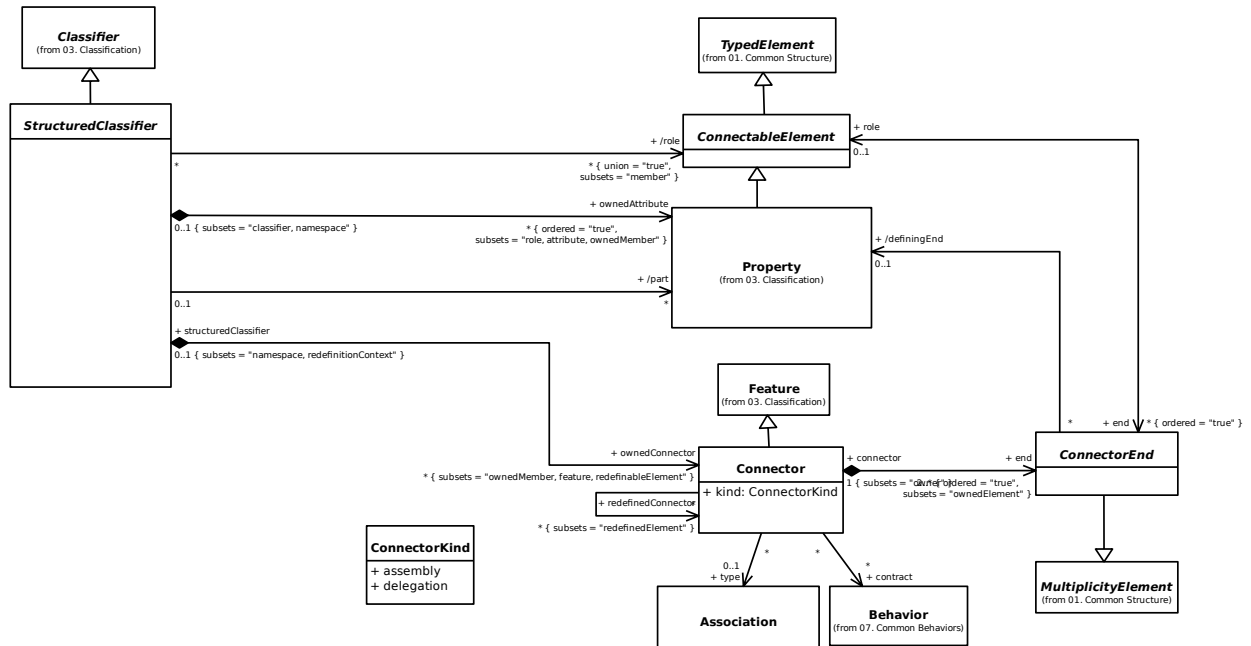 Classifier
(from 03. Classification)
TypedElement
(from 01. Common Structure)
StructuredClassifier
ConnectableElement
+ /role
*
* { union = "true",
subsets = "member" }
+ role
0..1
+ ownedAttribute
0..1 { subsets = "classifier, namespace" }
* { ordered = "true",
subsets = "role, attribute, ownedMember" }
Property
(from 03. Classification)
+ /definingEnd
0..1
+ /part
0..1
*
+ structuredClassifier
0..1 { subsets = "namespace, redefinitionContext" }
Feature
(from 03. Classification)
*
+ end
* { ordered = "true" }
ConnectorEnd
+ ownedConnector
* { subsets = "ownedMember, feature, redefinableElement" }
Connector
+ kind: ConnectorKind
+ connector
+ end
1 { subsets = "owner" }
ordered = "true",
subsets = "ownedElement" }
+ redefinedConnector
*
* { subsets = "redefinedElement" }
ConnectorKind
+ assembly
+ delegation
*
0..1
+ type
*
*
+ contract
Association
Behavior
(from 07. Common Behaviors)
MultiplicityElement
(from 01. Common Structure)